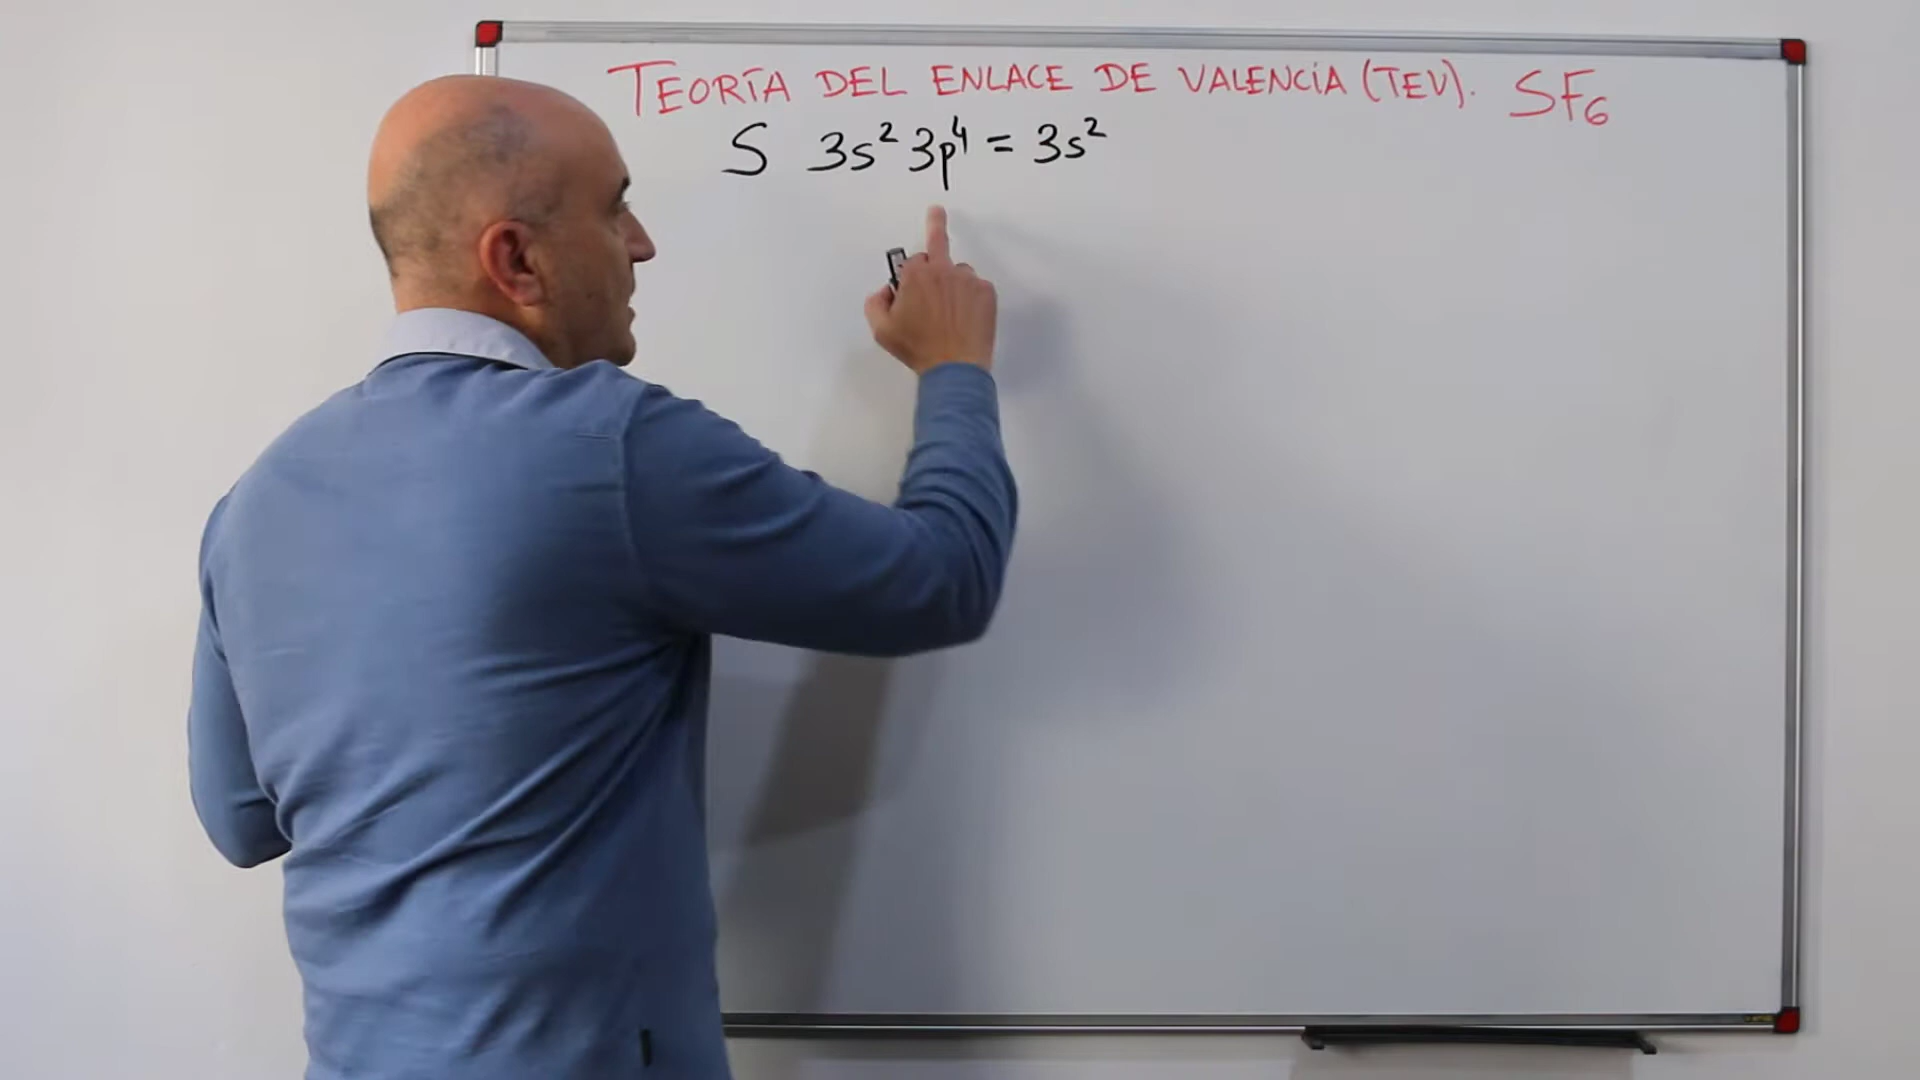 TEORÍA DEL ENLACE DE VALENCIA (TEV). SF₆
S 3s² 3p⁴ = 3s²